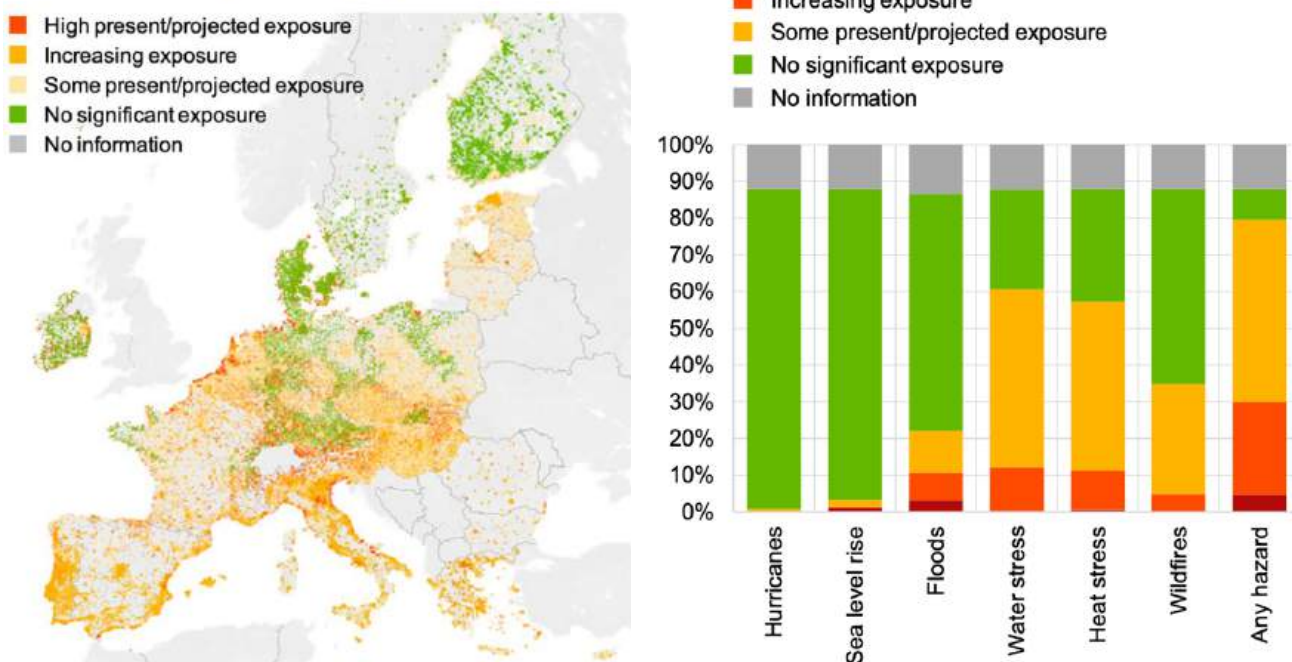 High present/projected exposure
Increasing exposure
Some present/projected exposure
No significant exposure
No information
Increasing exposure
Some present/projected exposure
No significant exposure
No information
100%
90%
80%
70%
60%
50%
40%
30%
20%
10%
0%
Hurricanes
Sea level rise
Floods
Water stress
Heat stress
Wildfires
Any hazard